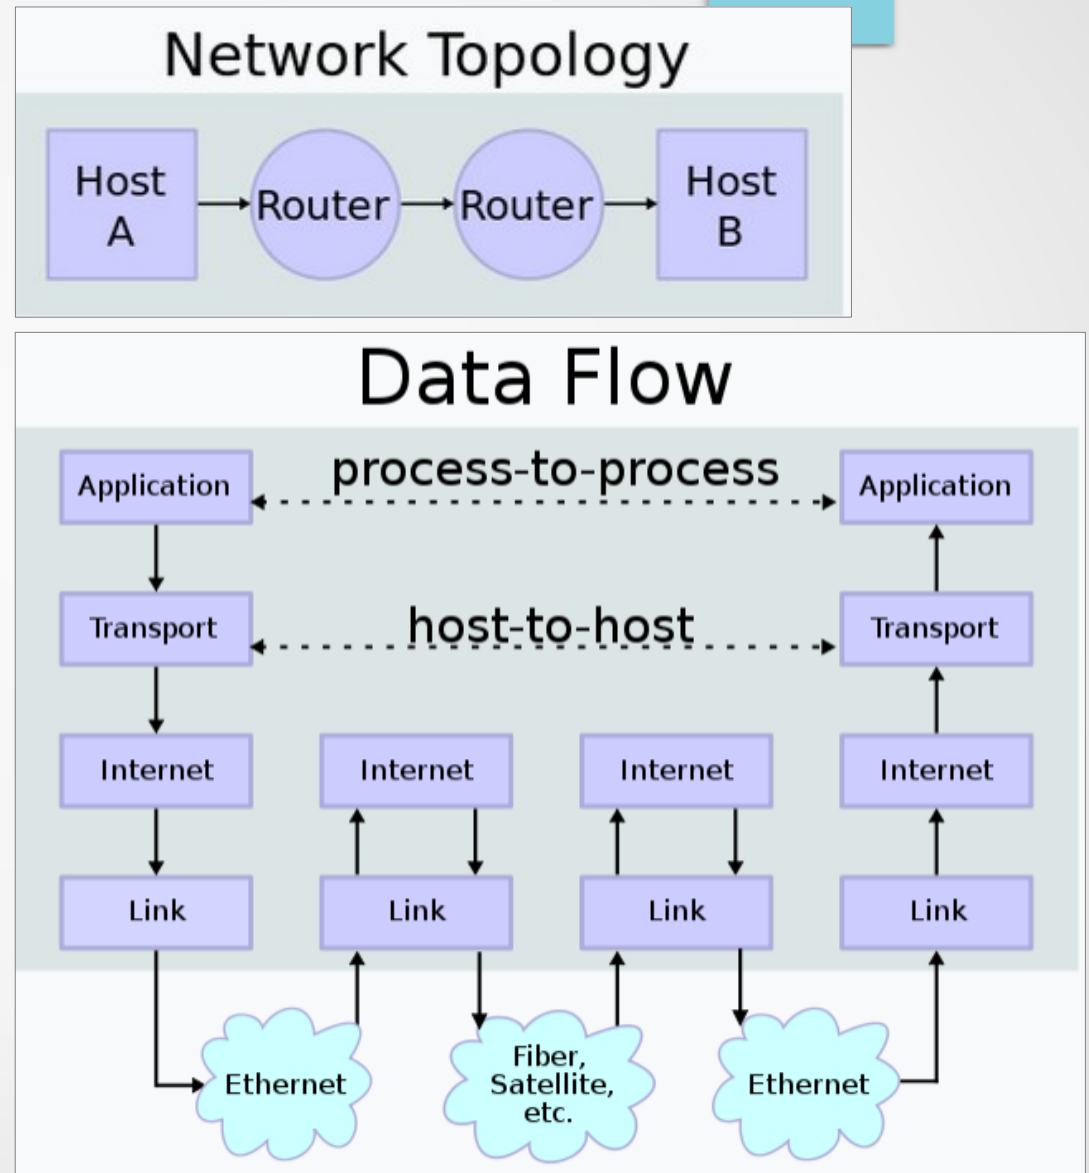 Network Topology
Host
A
Router
Router
Host
B
Data Flow
process-to-process
Application
Application
host-to-host
Transport
Transport
Internet
Internet
Internet
Internet
Link
Link
Link
Link
Ethernet
Fiber,
Satellite,
etc.
Ethernet